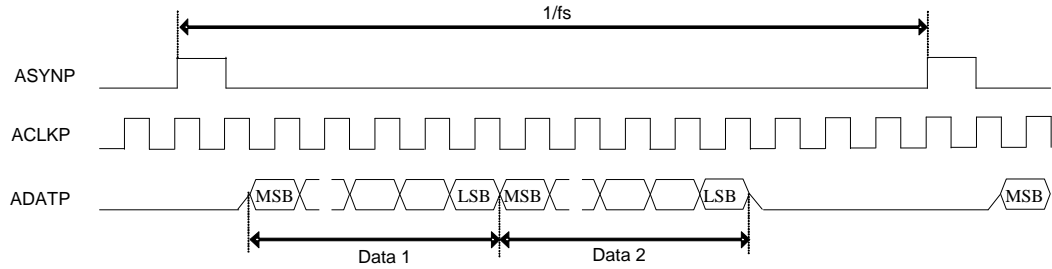 1/fs
ASYNP
ACLKP
ADATP
MSB LSB MSB LSB MSB
Data 1 Data 2